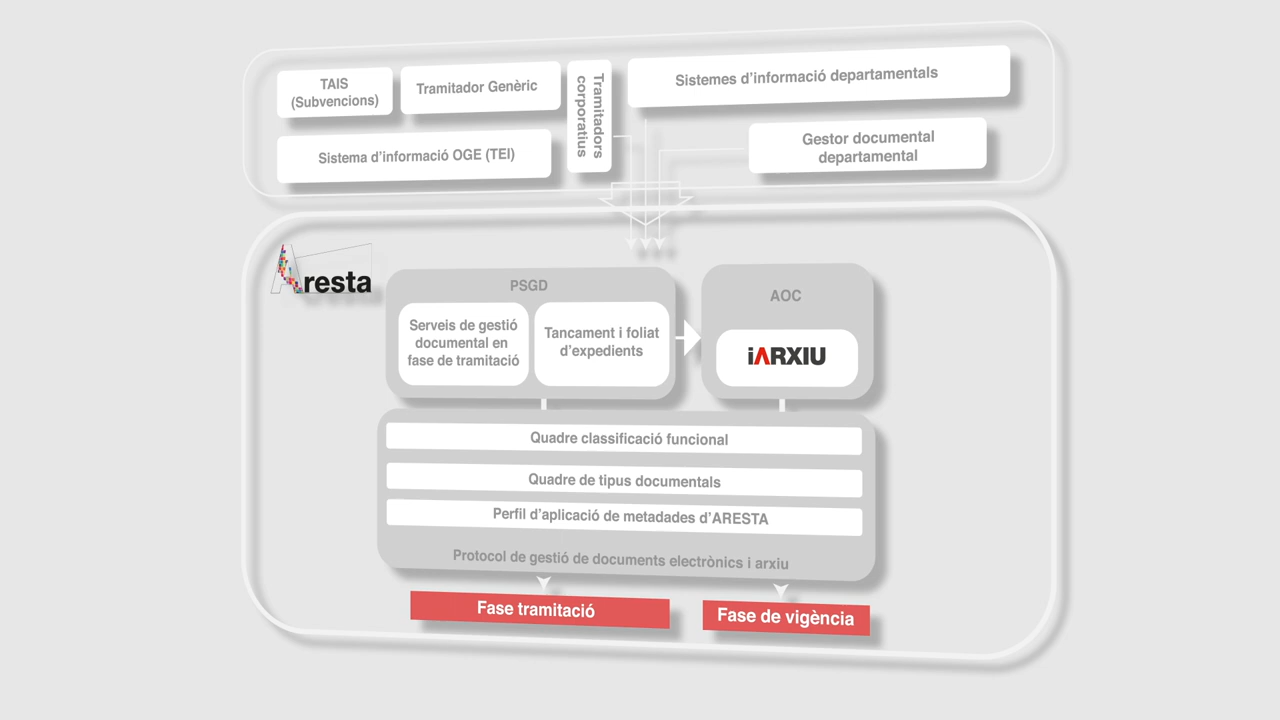 TAIS
(Subvencions)
Tramitador Genèric
Tramitadors
corporatius
Sistemes d'informació departamentals
Sistema d'informació OGE (TEI)
Gestor documental
departamental
Aresta
PSGD
Serveis de gestió
documental en
fase de tramitació
Tancament i foliat
d'expedients
AOC
iARXIU
Quadre classificació funcional
Quadre de tipus documentals
Perfil d'aplicació de metadades d'ARESTA
Protocol de gestió de documents electrònics i arxiu
Fase tramitació
Fase de vigència